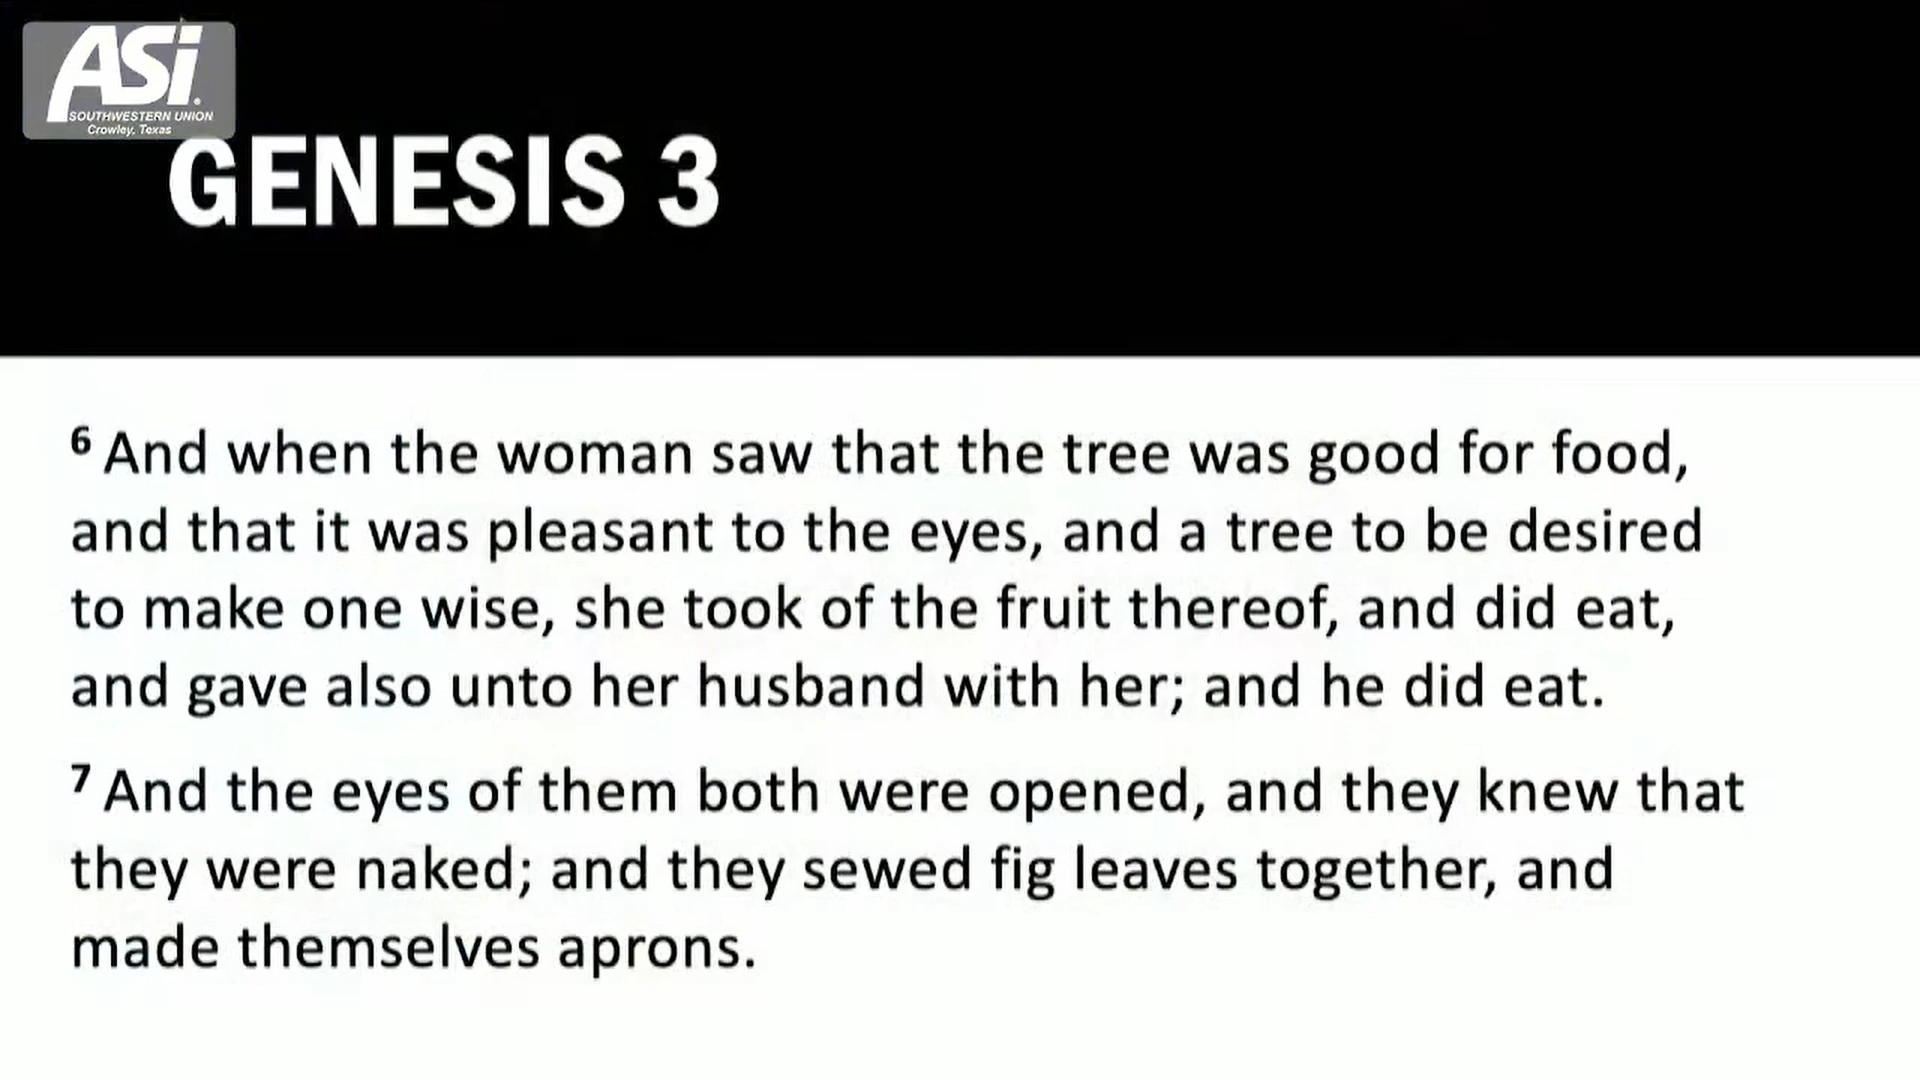 ASi.
SOUTHWESTERN UNION
Crowley, Texas
GENESIS 3
6 And when the woman saw that the tree was good for food,
and that it was pleasant to the eyes, and a tree to be desired
to make one wise, she took of the fruit thereof, and did eat,
and gave also unto her husband with her; and he did eat.
7 And the eyes of them both were opened, and they knew that
they were naked; and they sewed fig leaves together, and
made themselves aprons.